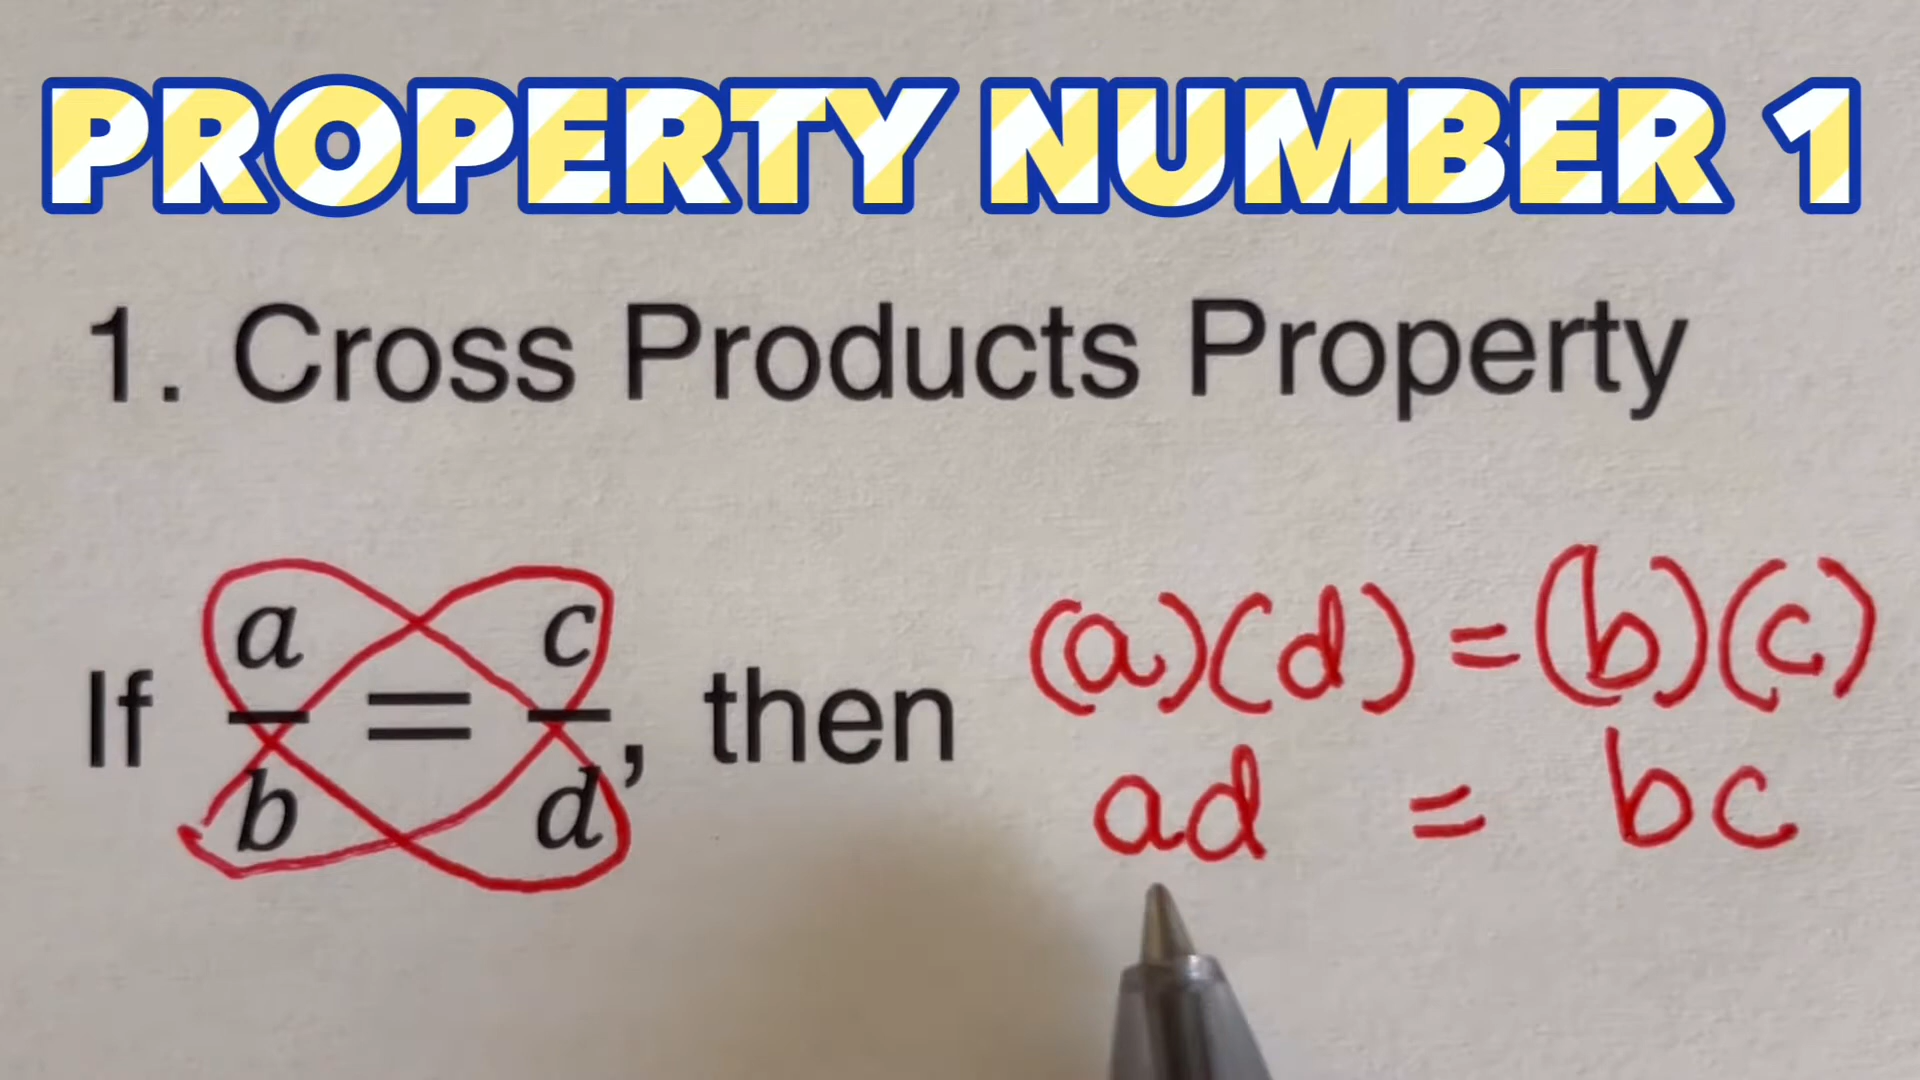 PROPERTY NUMBER 1
1. Cross Products Property
If a/b = c/d, then (a)(d) = (b)(c)
ad = bc